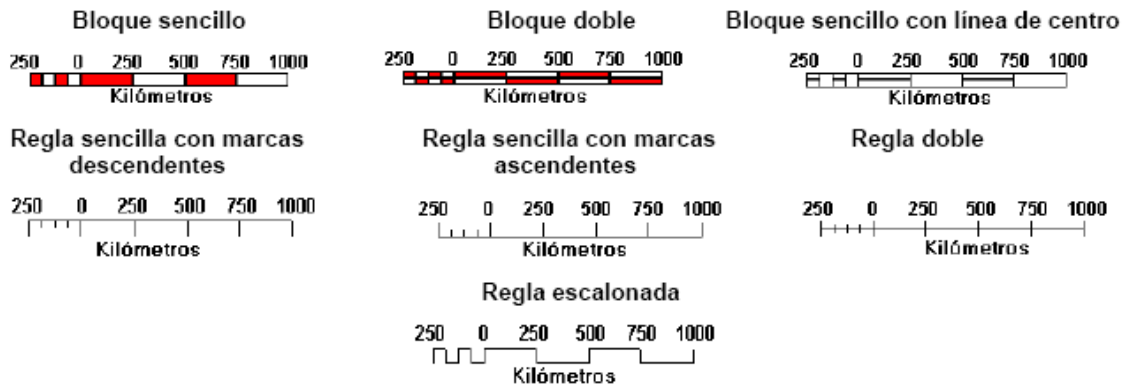 Bloque sencillo
250 0 250 500 750 1000
Kilómetros
Bloque doble
250 0 250 500 750 1000
Kilómetros
Bloque sencillo con línea de centro
250 0 250 500 750 1000
Kilómetros
Regla sencilla con marcas
descendentes
250 0 250 500 750 1000
Kilómetros
Regla sencilla con marcas
ascendentes
250 0 250 500 750 1000
Kilómetros
Regla doble
250 0 250 500 750 1000
Kilómetros
Regla escalonada
250 0 250 500 750 1000
Kilómetros